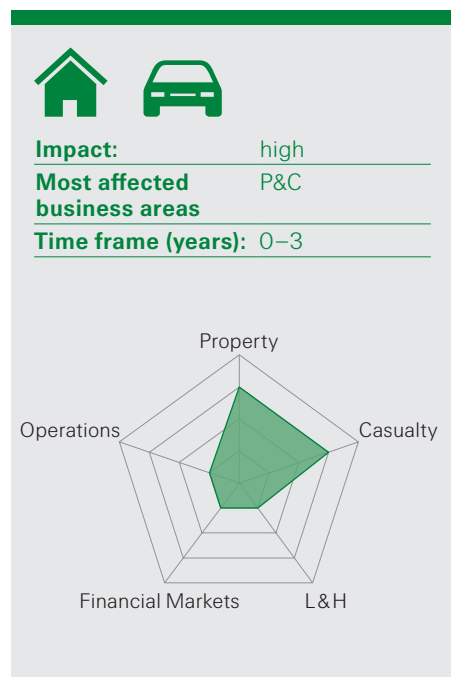 Impact: high
Most affected P&C
business areas
Time frame (years): 0–3
Property
Operations
Casualty
Financial Markets
L&H